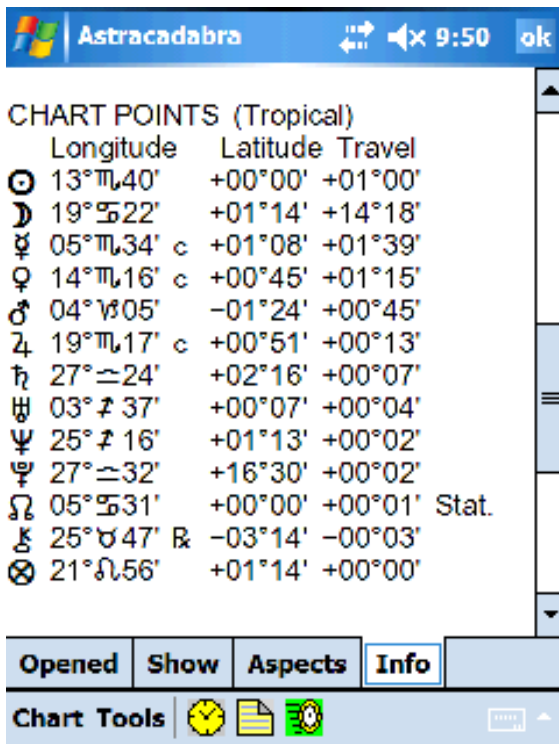 Astracadabra 9:50 ok
CHART POINTS (Tropical)
Longitude Latitude Travel
☉ 13°♏40' +00°00' +01°00'
☽ 19°♋22' +01°14' +14°18'
☿ 05°♏34' c +01°08' +01°39'
♀ 14°♏16' c +00°45' +01°15'
♂ 04°♑05' −01°24' +00°45'
♃ 19°♏17' c +00°51' +00°13'
♄ 27°♎24' +02°16' +00°07'
♅ 03°♐37' +00°07' +00°04'
♆ 25°♐16' +01°13' +00°02'
♇ 27°♎32' +16°30' +00°02'
☊ 05°♋31' +00°00' +00°01' Stat.
⚷ 25°♉47' ℞ −03°14' −00°03'
⊗ 21°♌56' +01°14' +00°00'
Opened Show Aspects Info
Chart Tools